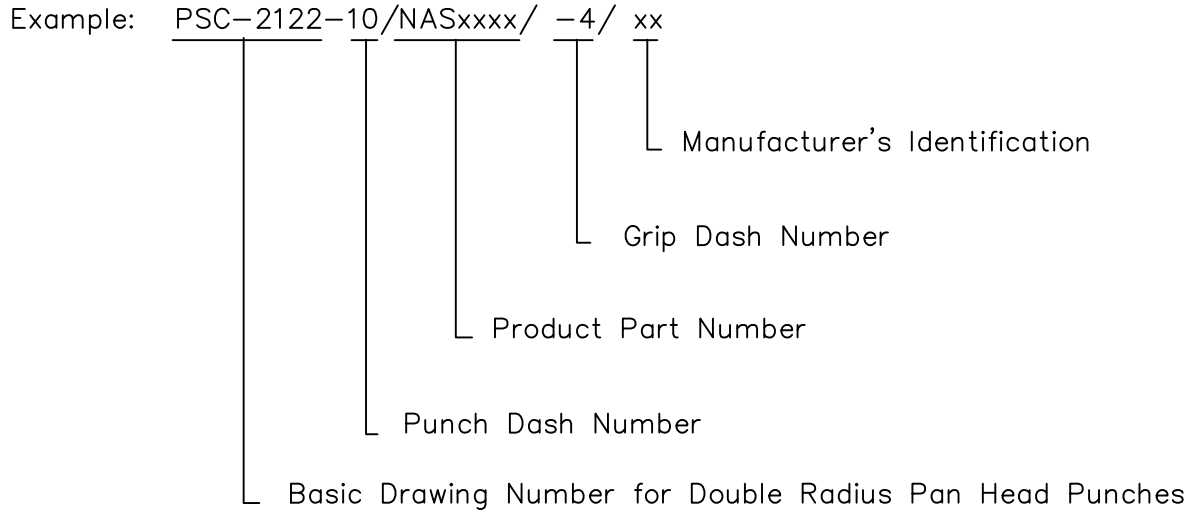 Example: PSC-2122-10/NASxxxx/ -4/ xx
Manufacturer's Identification
Grip Dash Number
Product Part Number
Punch Dash Number
Basic Drawing Number for Double Radius Pan Head Punches